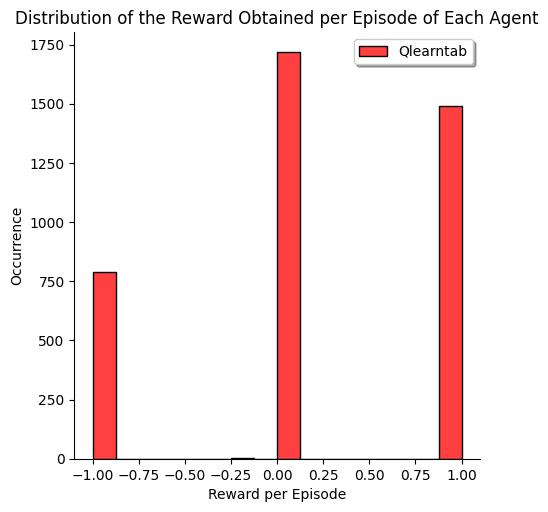 Distribution of the Reward Obtained per Episode of Each Agent
Qlearntab
1750
1500
1250
1000
750
500
250
0
Occurrence
−1.00 −0.75 −0.50 −0.25 0.00 0.25 0.50 0.75 1.00
Reward per Episode